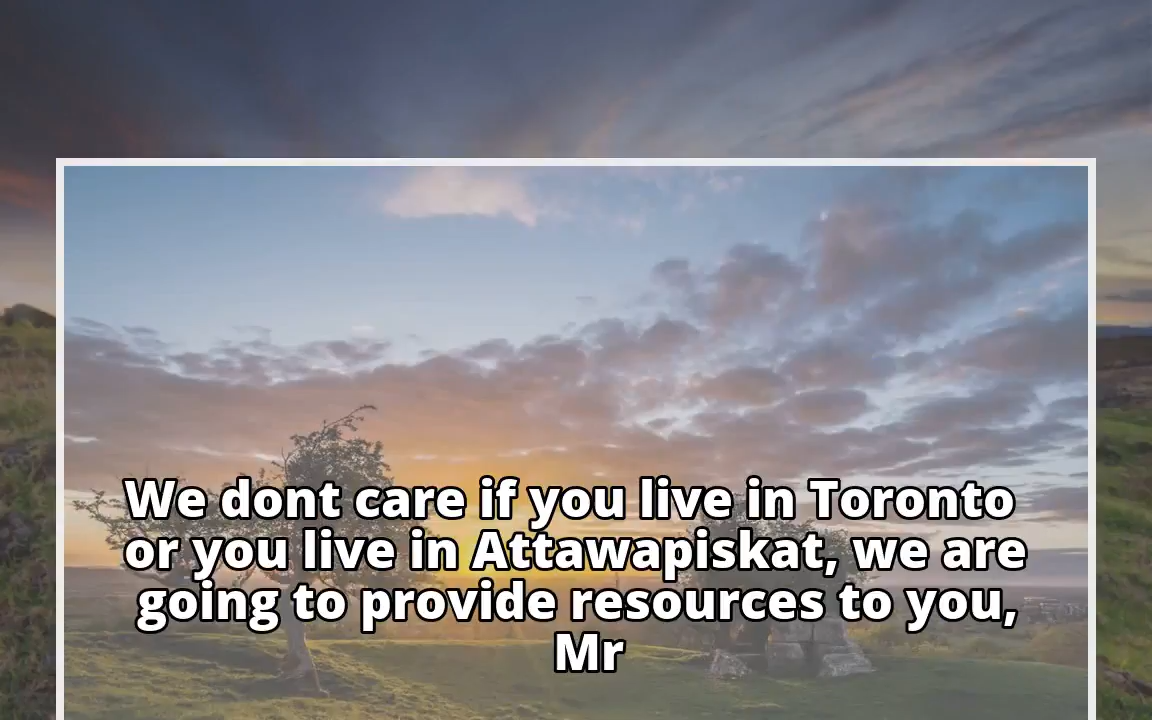 We dont care if you live in Toronto
or you live in Attawapiskat, we are
going to provide resources to you,
Mr